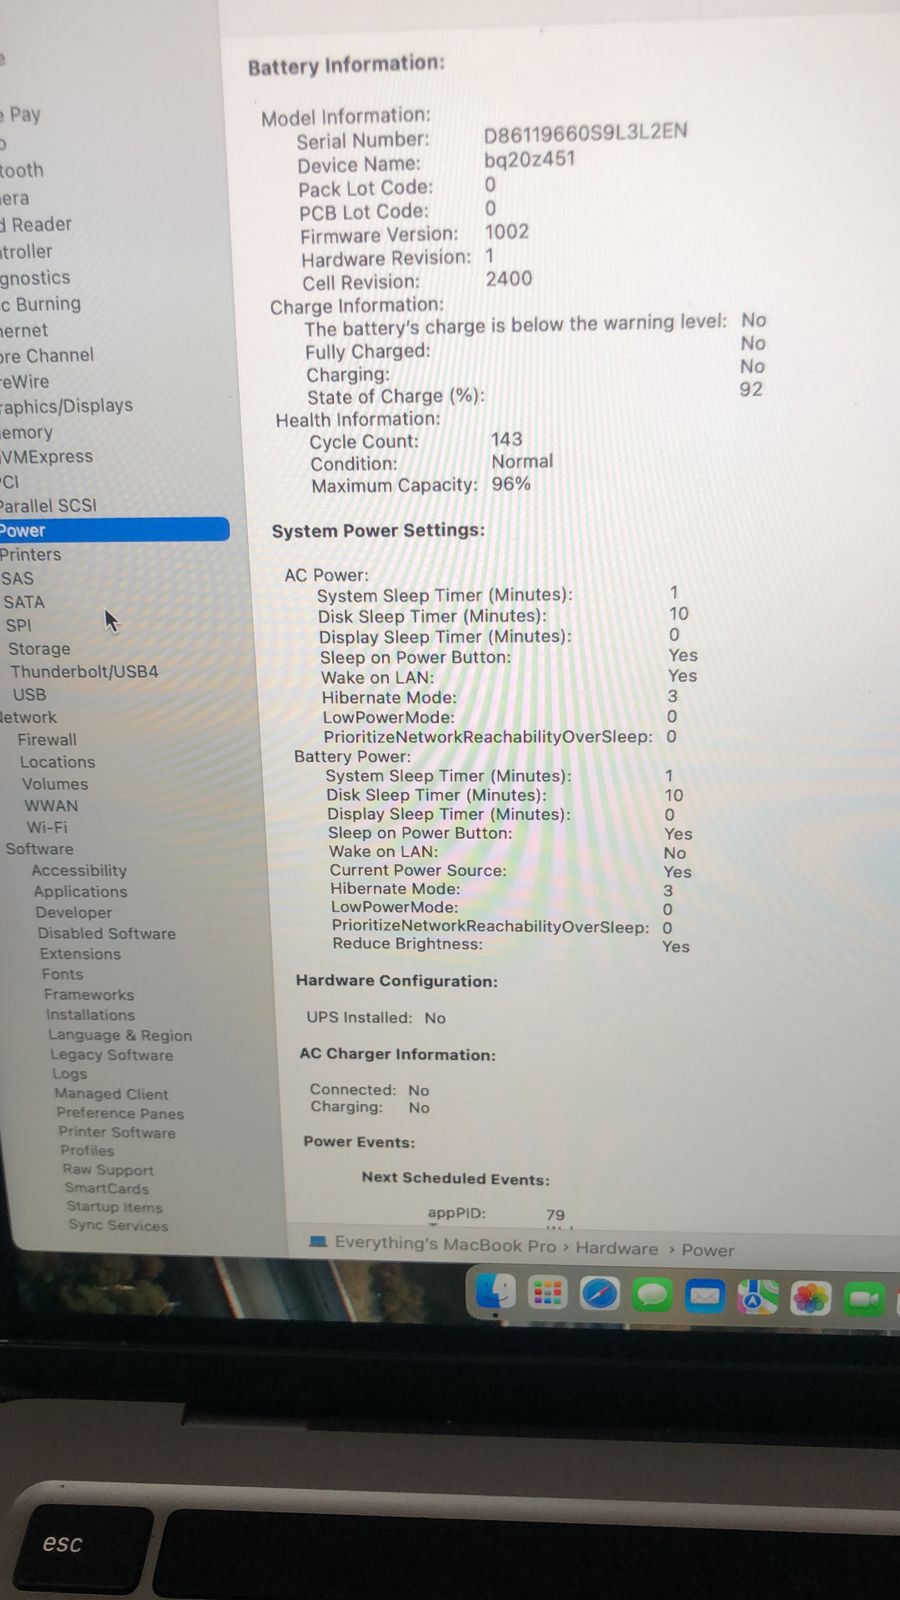 Battery Information:
Model Information:
Serial Number: D86119660S9L3L2EN
Device Name: bq20z451
Pack Lot Code: 0
PCB Lot Code: 0
Firmware Version: 1002
Hardware Revision: 1
Cell Revision: 2400
Charge Information:
The battery's charge is below the warning level: No
Fully Charged: No
Charging: No
State of Charge (%): 92
Health Information:
Cycle Count: 143
Condition: Normal
Maximum Capacity: 96%
System Power Settings:
AC Power:
System Sleep Timer (Minutes): 1
Disk Sleep Timer (Minutes): 10
Display Sleep Timer (Minutes): 0
Sleep on Power Button: Yes
Wake on LAN: Yes
Hibernate Mode: 3
LowPowerMode: 0
PrioritizeNetworkReachabilityOverSleep: 0
Battery Power:
System Sleep Timer (Minutes): 1
Disk Sleep Timer (Minutes): 10
Display Sleep Timer (Minutes): 0
Sleep on Power Button: Yes
Wake on LAN: No
Current Power Source: Yes
Hibernate Mode: 3
LowPowerMode: 0
PrioritizeNetworkReachabilityOverSleep: 0
Reduce Brightness: Yes
Hardware Configuration:
UPS Installed: No
AC Charger Information:
Connected: No
Charging: No
Power Events:
Next Scheduled Events:
appPID: 79
Everything's MacBook Pro › Hardware › Power
e
e Pay
o
tooth
era
d Reader
ntroller
gnostics
c Burning
hernet
ore Channel
reWire
raphics/Displays
emory
VMExpress
PCI
Parallel SCSI
Power
Printers
SAS
SATA
SPI
Storage
Thunderbolt/USB4
USB
Network
Firewall
Locations
Volumes
WWAN
Wi-Fi
Software
Accessibility
Applications
Developer
Disabled Software
Extensions
Fonts
Frameworks
Installations
Language & Region
Legacy Software
Logs
Managed Client
Preference Panes
Printer Software
Profiles
Raw Support
SmartCards
Startup Items
Sync Services
esc